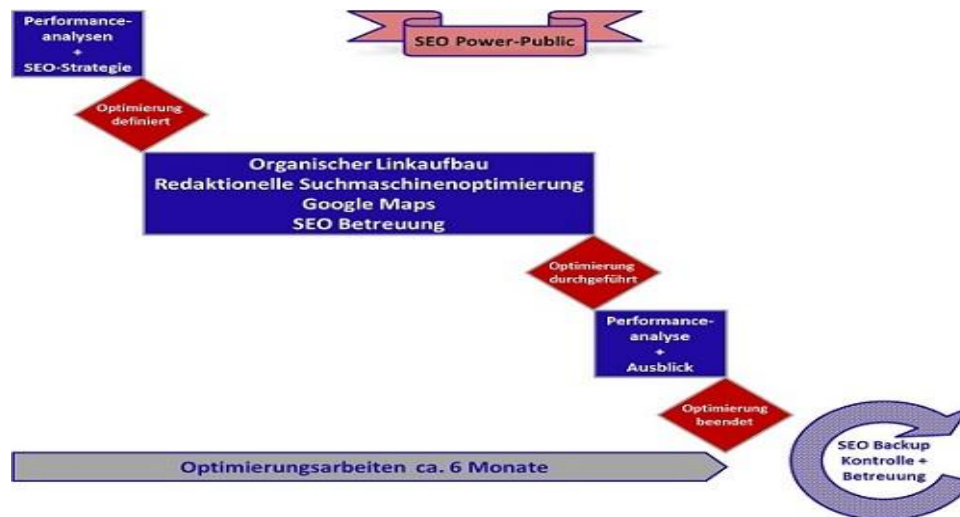 Performance-
analysen
+
SEO-Strategie
SEO Power-Public
Optimierung
definiert
Organischer Linkaufbau
Redaktionelle Suchmaschinenoptimierung
Google Maps
SEO Betreuung
Optimierung
durchgeführt
Performance-
analyse
+
Ausblick
Optimierung
beendet
SEO Backup
Kontrolle +
Betreuung
Optimierungsarbeiten ca. 6 Monate